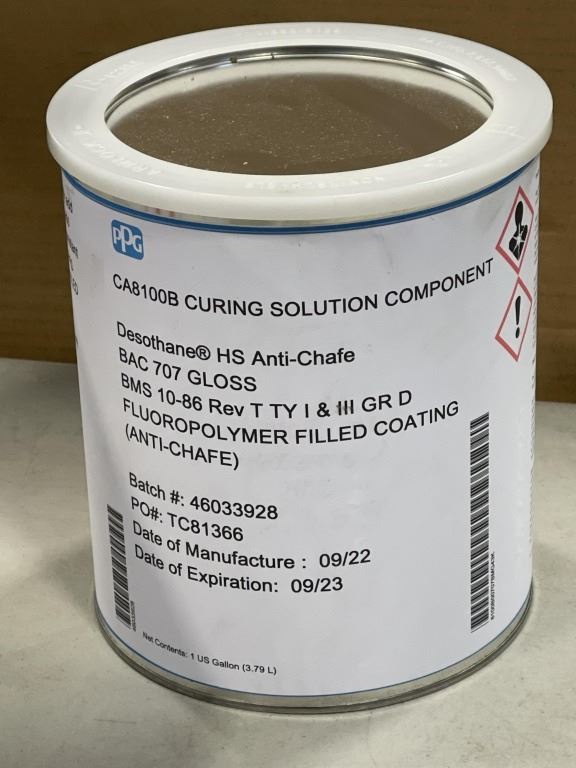 PPG
CA8100B CURING SOLUTION COMPONENT
Desothane® HS Anti-Chafe
BAC 707 GLOSS
BMS 10-86 Rev T TY I & III GR D
FLUOROPOLYMER FILLED COATING
(ANTI-CHAFE)
Batch #: 46033928
PO#: TC81366
Date of Manufacture : 09/22
Date of Expiration: 09/23
46033928
Net Contents: 1 US Gallon (3.79 L)